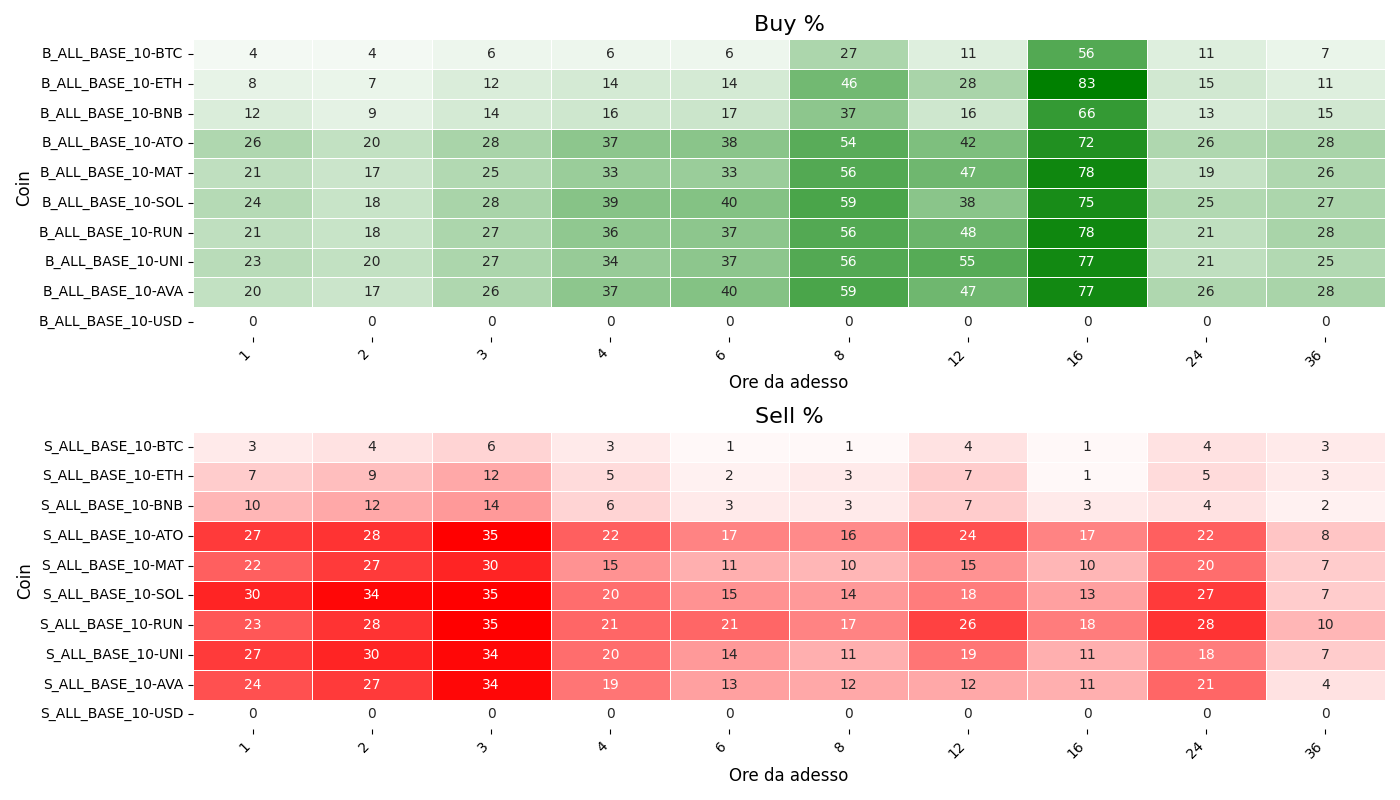 Buy %
Coin
B_ALL_BASE_10-BTC 4 4 6 6 6 27 11 56 11 7
B_ALL_BASE_10-ETH 8 7 12 14 14 46 28 83 15 11
B_ALL_BASE_10-BNB 12 9 14 16 17 37 16 66 13 15
B_ALL_BASE_10-ATO 26 20 28 37 38 54 42 72 26 28
B_ALL_BASE_10-MAT 21 17 25 33 33 56 47 78 19 26
B_ALL_BASE_10-SOL 24 18 28 39 40 59 38 75 25 27
B_ALL_BASE_10-RUN 21 18 27 36 37 56 48 78 21 28
B_ALL_BASE_10-UNI 23 20 27 34 37 56 55 77 21 25
B_ALL_BASE_10-AVA 20 17 26 37 40 59 47 77 26 28
B_ALL_BASE_10-USD 0 0 0 0 0 0 0 0 0 0
1 2 3 4 6 8 12 16 24 36
Ore da adesso
Sell %
Coin
S_ALL_BASE_10-BTC 3 4 6 3 1 1 4 1 4 3
S_ALL_BASE_10-ETH 7 9 12 5 2 3 7 1 5 3
S_ALL_BASE_10-BNB 10 12 14 6 3 3 7 3 4 2
S_ALL_BASE_10-ATO 27 28 35 22 17 16 24 17 22 8
S_ALL_BASE_10-MAT 22 27 30 15 11 10 15 10 20 7
S_ALL_BASE_10-SOL 30 34 35 20 15 14 18 13 27 7
S_ALL_BASE_10-RUN 23 28 35 21 21 17 26 18 28 10
S_ALL_BASE_10-UNI 27 30 34 20 14 11 19 11 18 7
S_ALL_BASE_10-AVA 24 27 34 19 13 12 12 11 21 4
S_ALL_BASE_10-USD 0 0 0 0 0 0 0 0 0 0
1 2 3 4 6 8 12 16 24 36
Ore da adesso